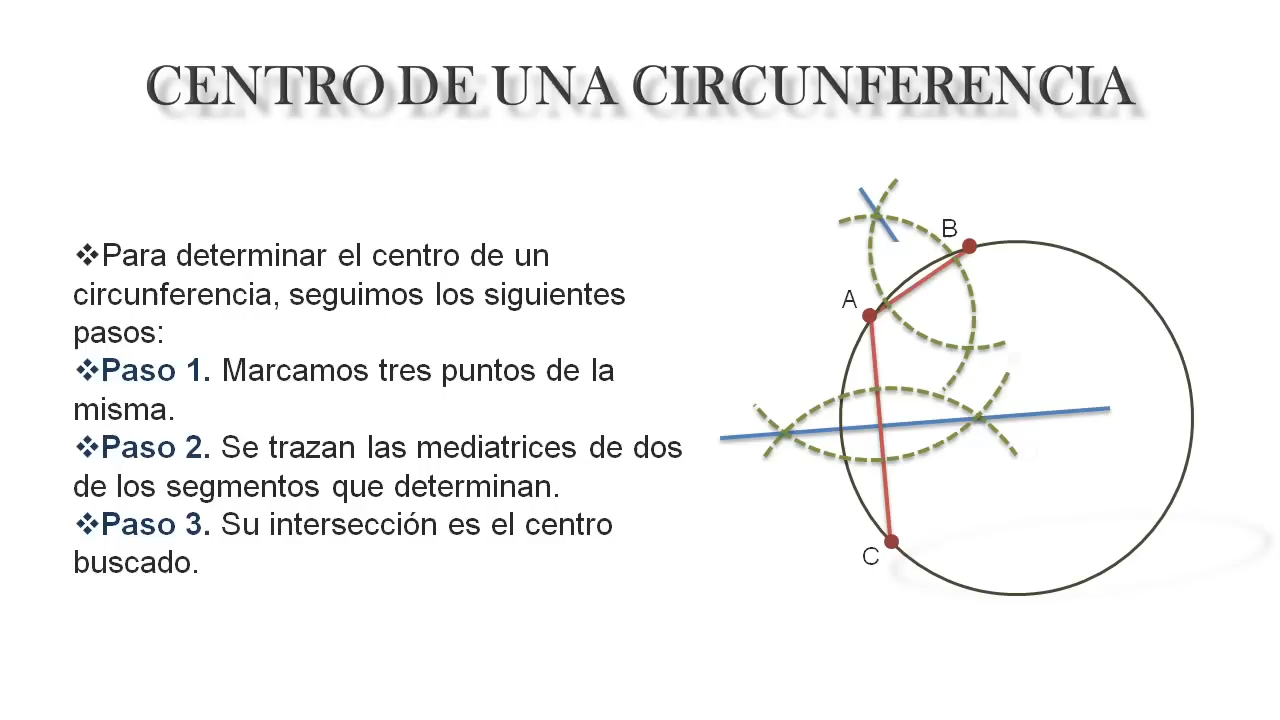 CENTRO DE UNA CIRCUNFERENCIA
❖Para determinar el centro de un
circunferencia, seguimos los siguientes
pasos:
❖Paso 1. Marcamos tres puntos de la
misma.
❖Paso 2. Se trazan las mediatrices de dos
de los segmentos que determinan.
❖Paso 3. Su intersección es el centro
buscado.
B
A
C